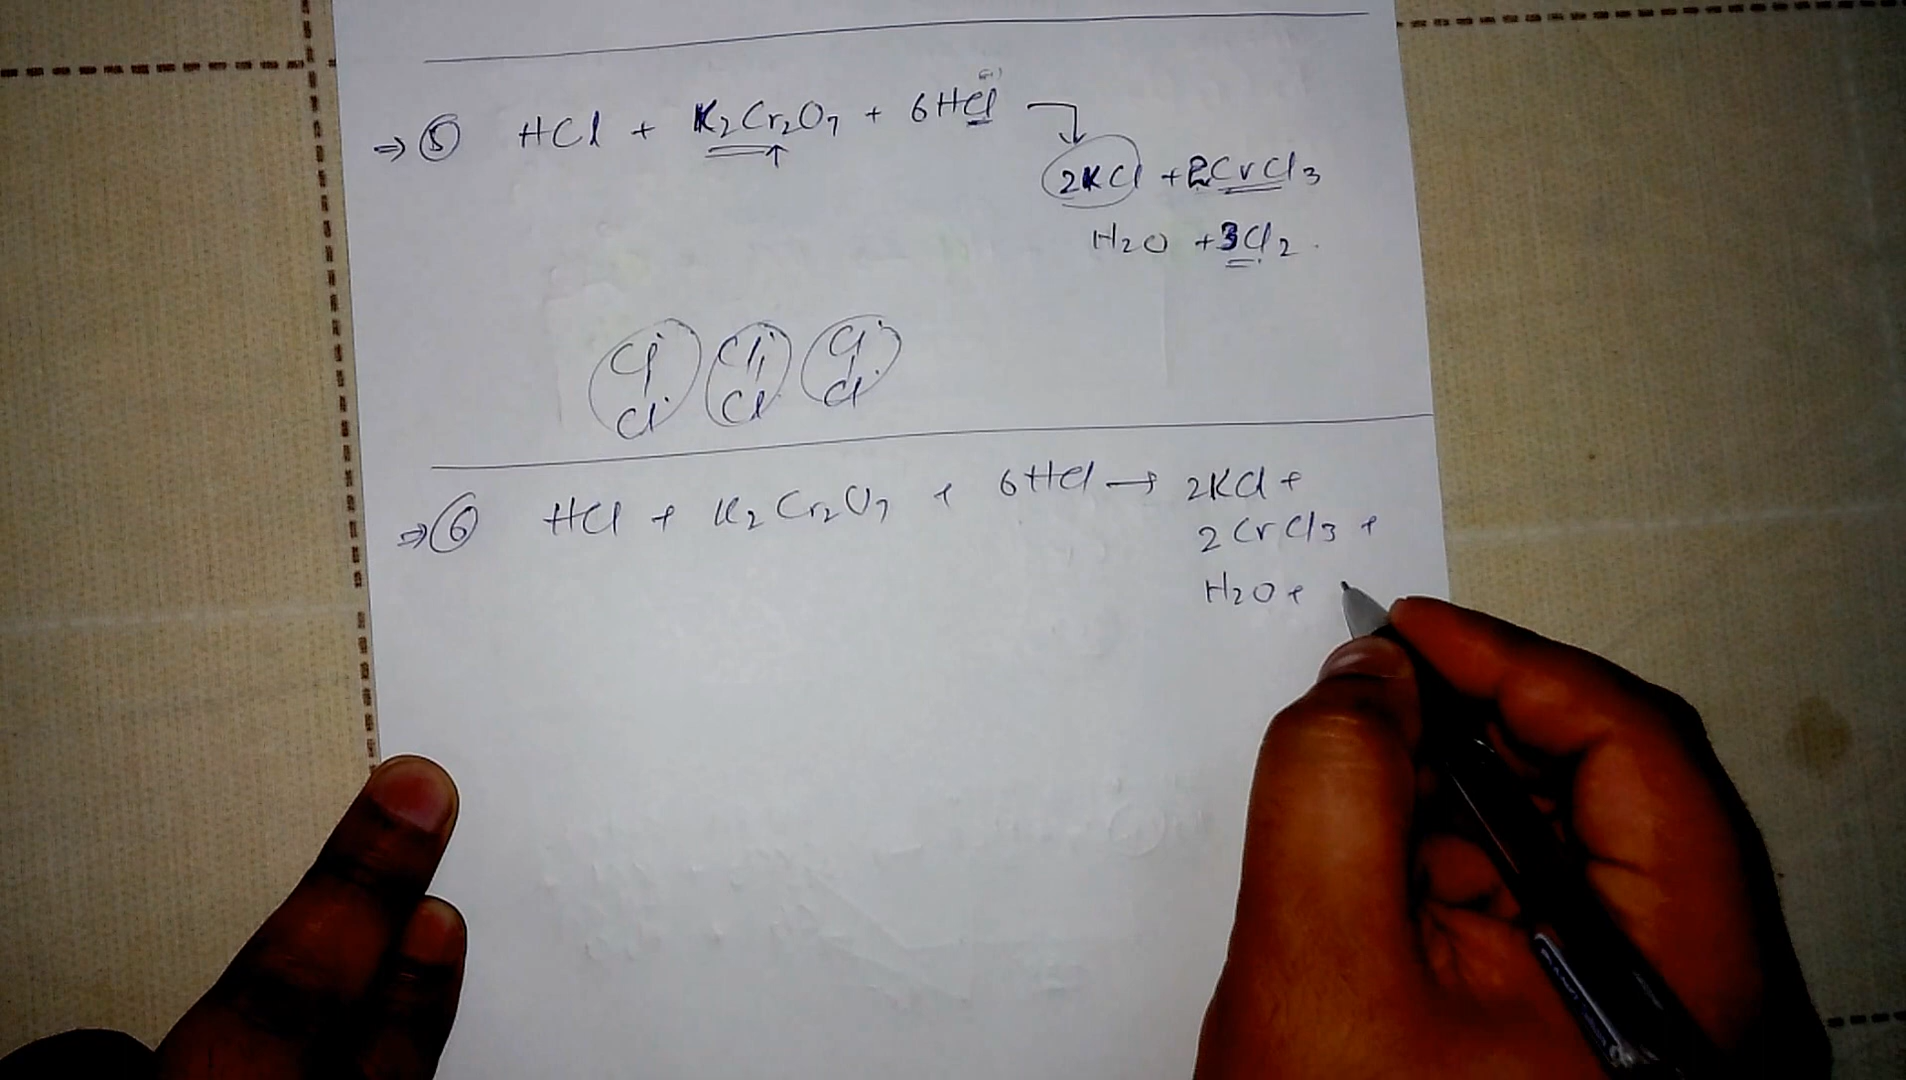 ⇒ ⑤ HCl + K2Cr2O7 + 6HCl
2KCl + 2CrCl3
H2O + 3Cl2
Cl Cl Cl
Cl Cl Cl
⇒ ⑥ HCl + K2Cr2O7 + 6HCl → 2KCl +
2CrCl3 +
H2O +